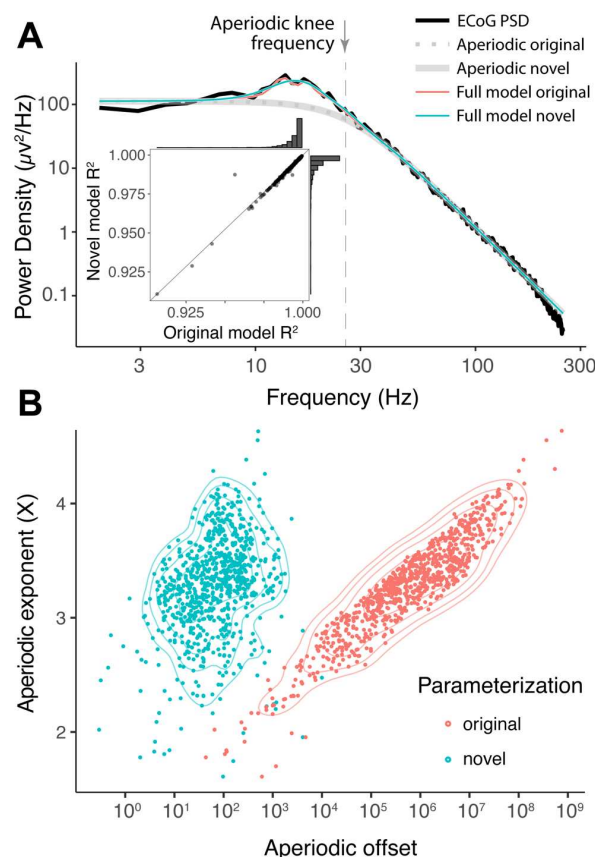 A
Aperiodic knee
frequency
ECoG PSD
Aperiodic original
Aperiodic novel
Full model original
Full model novel
Power Density (µv²/Hz)
100
10
1
0.1
Novel model R²
1.000
0.975
0.950
0.925
0.925
1.000
Original model R²
3
10
30
100
300
Frequency (Hz)
B
Aperiodic exponent (X)
4
3
2
Parameterization
original
novel
10⁰
10¹
10²
10³
10⁴
10⁵
10⁶
10⁷
10⁸
10⁹
Aperiodic offset